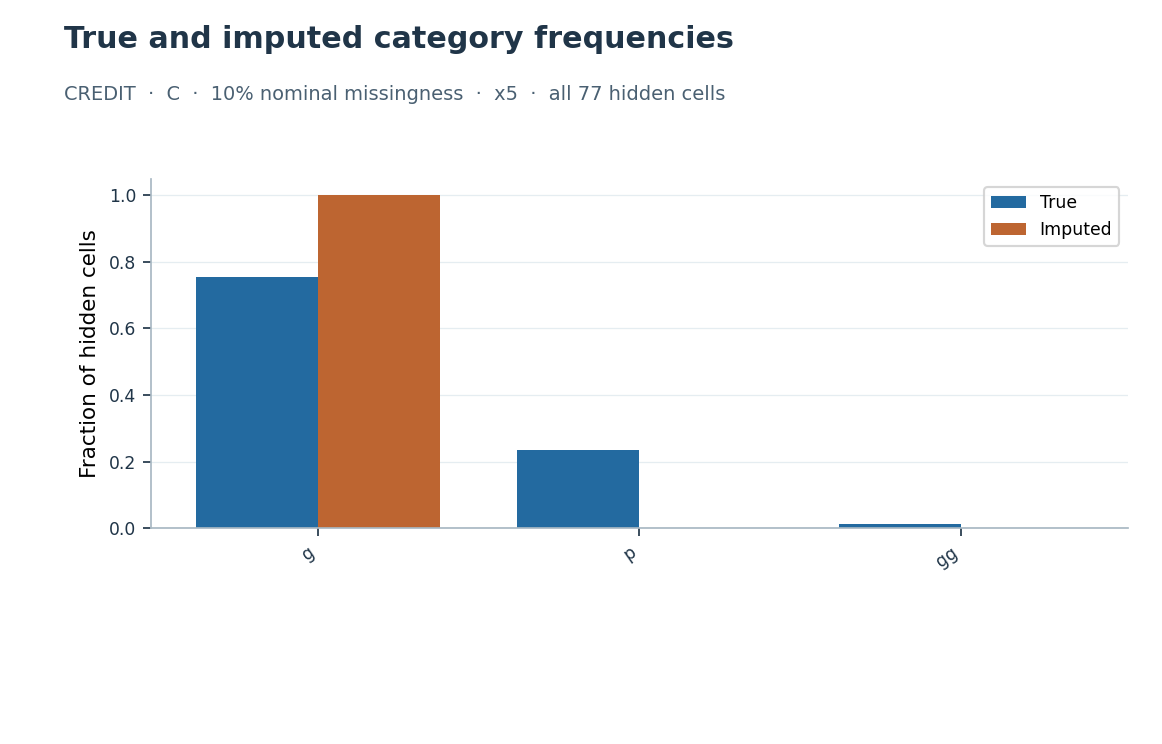 True and imputed category frequencies
CREDIT · C · 10% nominal missingness · x5 · all 77 hidden cells
Fraction of hidden cells
1.0
0.8
0.6
0.4
0.2
0.0
True
Imputed
g
p
gg